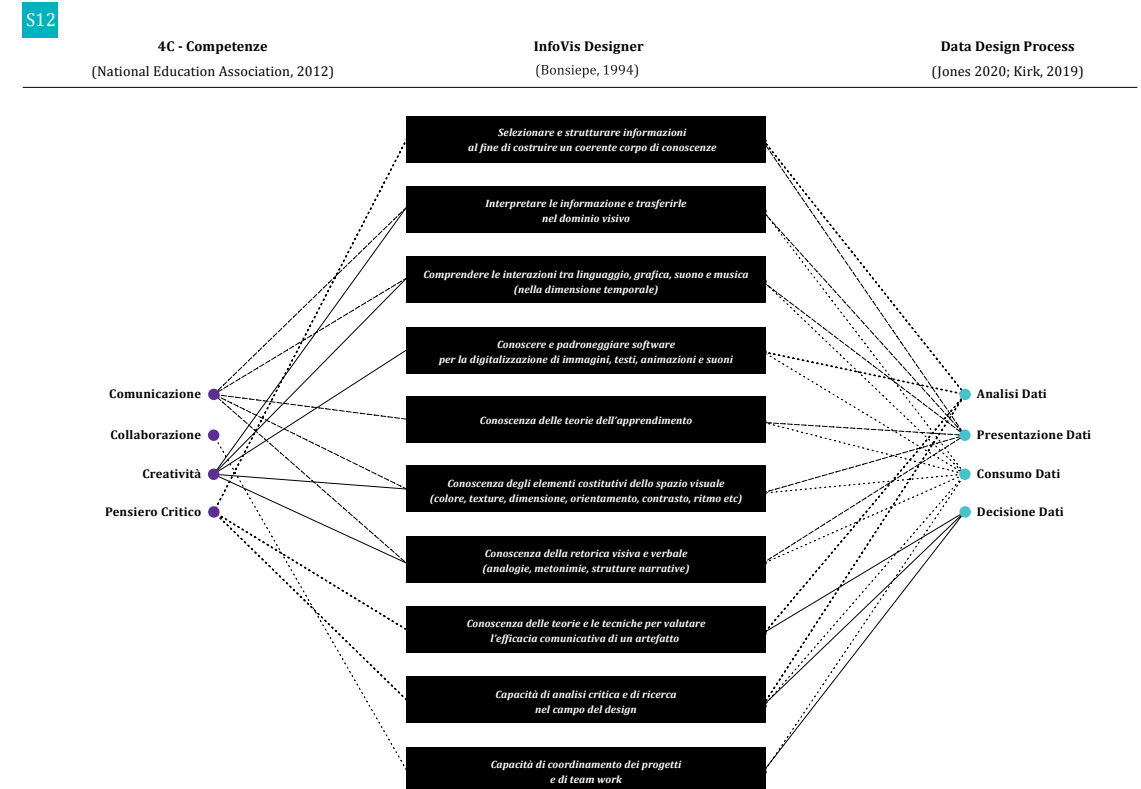 S12
4C - Competenze
(National Education Association, 2012)
InfoVis Designer
(Bonsiepe, 1994)
Data Design Process
(Jones 2020; Kirk, 2019)
Selezionare e strutturare informazioni
al fine di costruire un coerente corpo di conoscenze
Interpretare le informazione e trasferirle
nel dominio visivo
Comprendere le interazioni tra linguaggio, grafica, suono e musica
(nella dimensione temporale)
Conoscere e padroneggiare software
per la digitalizzazione di immagini, testi, animazioni e suoni
Conoscenza delle teorie dell'apprendimento
Conoscenza degli elementi costitutivi dello spazio visuale
(colore, texture, dimensione, orientamento, contrasto, ritmo etc)
Conoscenza della retorica visiva e verbale
(analogie, metonimie, strutture narrative)
Conoscenza delle teorie e le tecniche per valutare
l'efficacia comunicativa di un artefatto
Capacità di analisi critica e di ricerca
nel campo del design
Capacità di coordinamento dei progetti
e di team work
Comunicazione
Collaborazione
Creatività
Pensiero Critico
Analisi Dati
Presentazione Dati
Consumo Dati
Decisione Dati